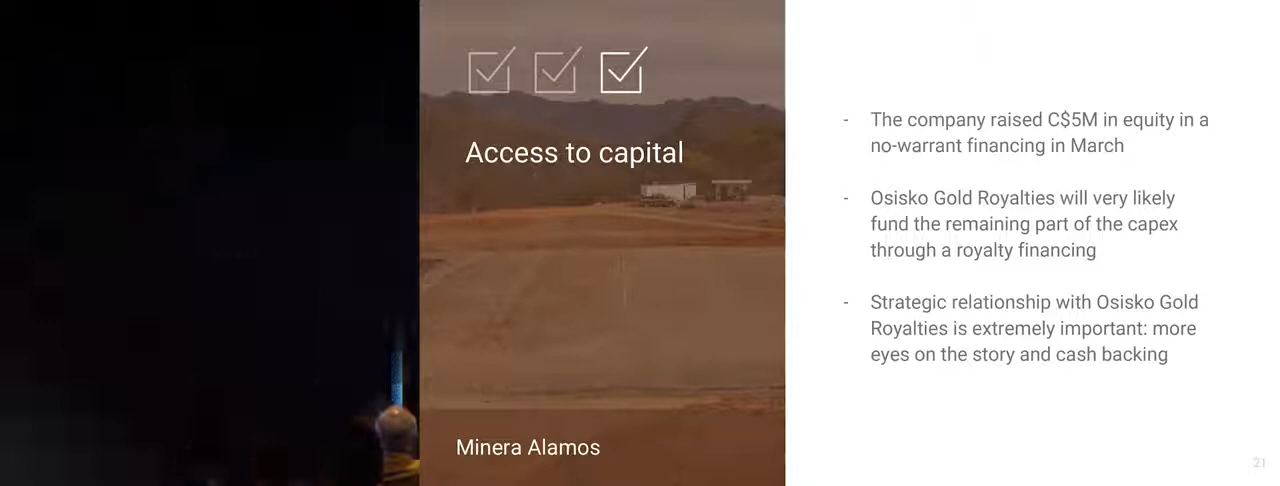 Access to capital
Minera Alamos
- The company raised C$5M in equity in a
no-warrant financing in March
- Osisko Gold Royalties will very likely
fund the remaining part of the capex
through a royalty financing
- Strategic relationship with Osisko Gold
Royalties is extremely important: more
eyes on the story and cash backing
21